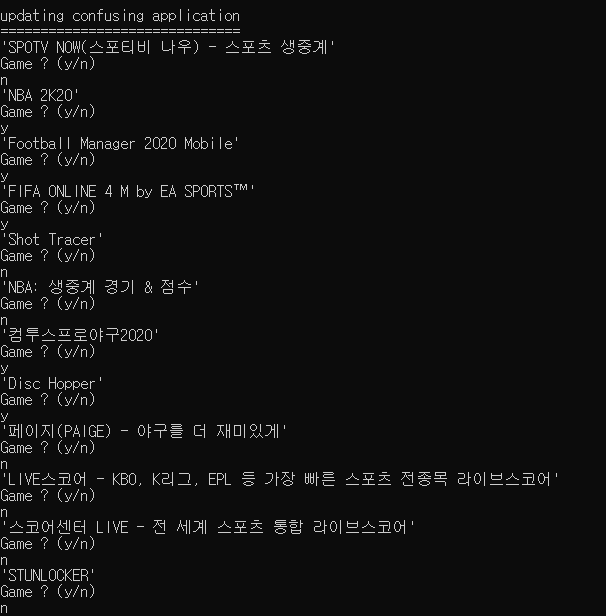 updating confusing application
==============================
'SPOTV NOW(스포티비 나우) - 스포츠 생중계'
Game ? (y/n)
n
'NBA 2K20'
Game ? (y/n)
y
'Football Manager 2020 Mobile'
Game ? (y/n)
y
'FIFA ONLINE 4 M by EA SPORTS™'
Game ? (y/n)
y
'Shot Tracer'
Game ? (y/n)
n
'NBA: 생중계 경기 & 점수'
Game ? (y/n)
n
'컴투스프로야구2020'
Game ? (y/n)
y
'Disc Hopper'
Game ? (y/n)
y
'페이지(PAIGE) - 야구를 더 재미있게'
Game ? (y/n)
n
'LIVE스코어 - KBO, K리그, EPL 등 가장 빠른 스포츠 전종목 라이브스코어'
Game ? (y/n)
n
'스코어센터 LIVE - 전 세계 스포츠 통합 라이브스코어'
Game ? (y/n)
n
'STUNLOCKER'
Game ? (y/n)
n